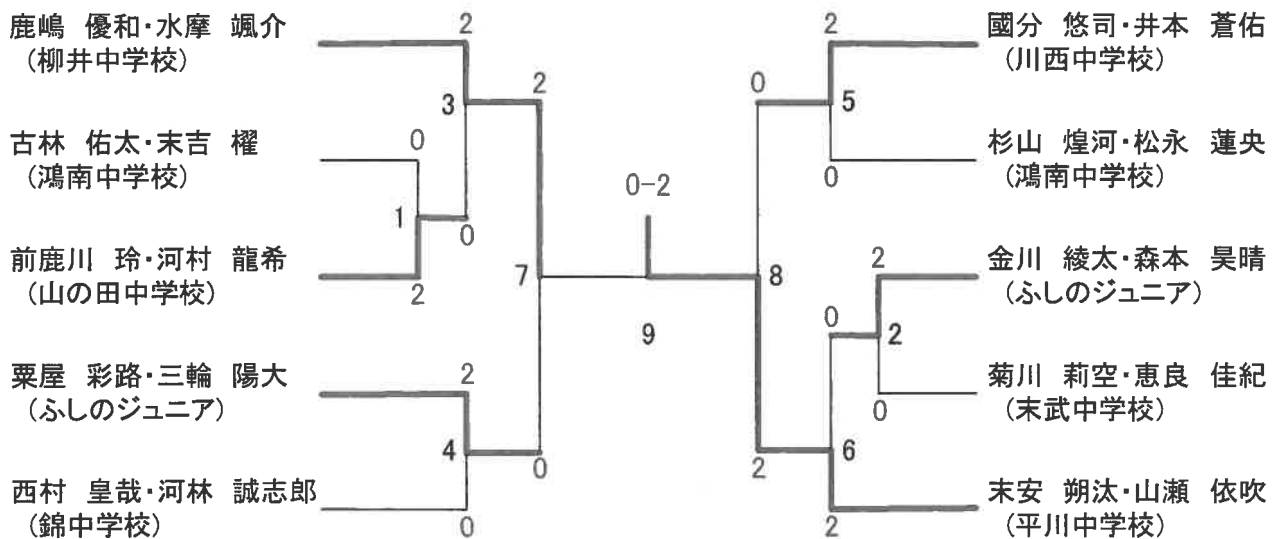 鹿嶋 優和・水摩 颯介
(柳井中学校)
古林 佑太・末吉 櫂
(鴻南中学校)
前鹿川 玲・河村 龍希
(山の田中学校)
粟屋 彩路・三輪 陽大
(ふしのジュニア)
西村 皇哉・河林 誠志郎
(錦中学校)
2
3
0
1
0
2
2
4
0
2
7
0
0-2
9
0
8
2
2
5
0
0
6
2
2
2
0
國分 悠司・井本 蒼佑
(川西中学校)
杉山 煌河・松永 蓮央
(鴻南中学校)
金川 綾太・森本 昊晴
(ふしのジュニア)
菊川 莉空・恵良 佳紀
(末武中学校)
末安 朔汰・山瀬 依吹
(平川中学校)